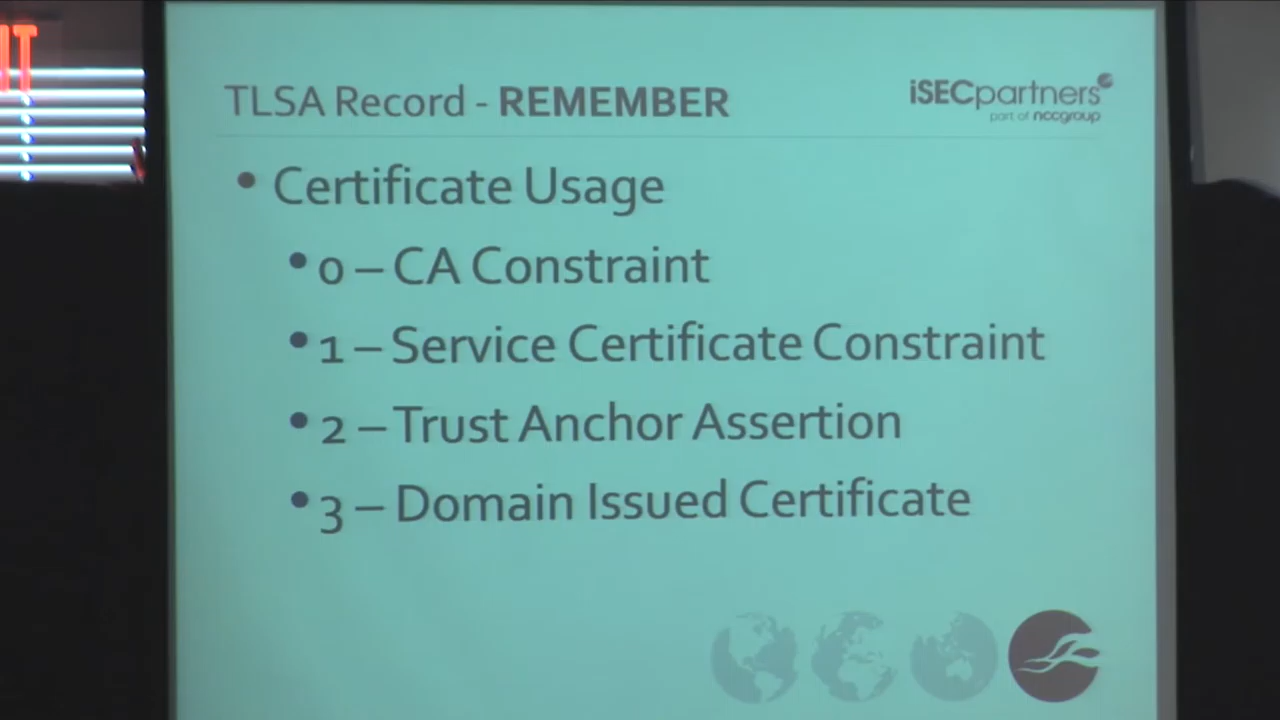 IT
TLSA Record - REMEMBER
iSECpartners
part of nccgroup
• Certificate Usage
• 0 – CA Constraint
• 1 – Service Certificate Constraint
• 2 – Trust Anchor Assertion
• 3 – Domain Issued Certificate